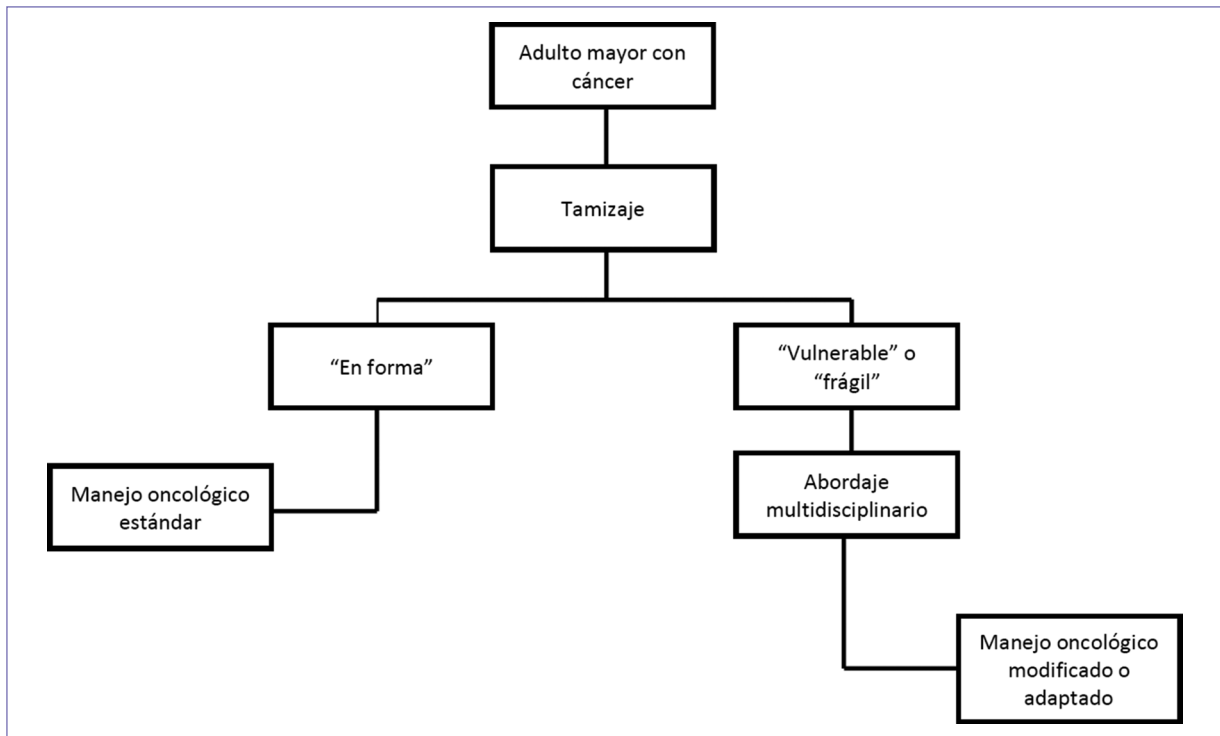 Adulto mayor con
cáncer
Tamizaje
“En forma”
“Vulnerable” o
“frágil”
Manejo oncológico
estándar
Abordaje
multidisciplinario
Manejo oncológico
modificado o
adaptado